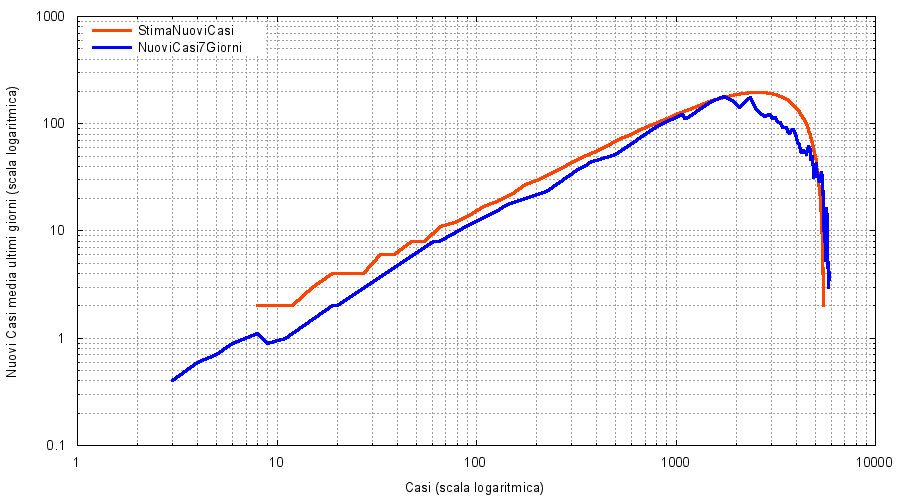 1000
StimaNuoviCasi
NuoviCasi7Giorni
100
10
1
0.1
Nuovi Casi media ultimi giorni (scala logaritmica)
1 10 100 1000 10000
Casi (scala logaritmica)